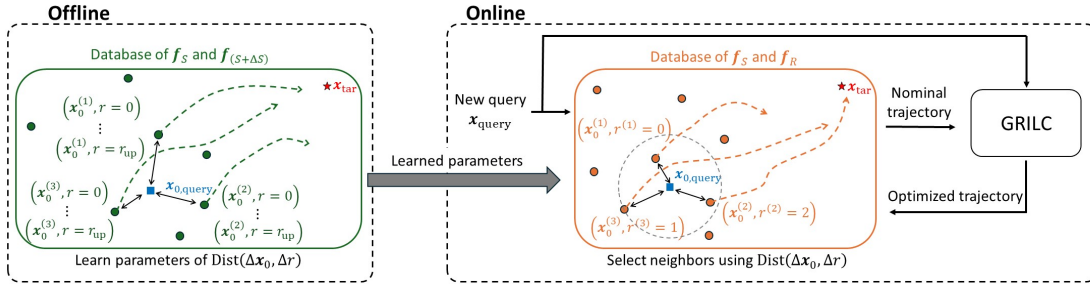 Offline
Database of f_S and f_(S+ΔS)
x_tar
(x_0^(1), r = 0)
⋮
(x_0^(1), r = r_up)
x_0,query
(x_0^(3), r = 0)
⋮
(x_0^(3), r = r_up)
(x_0^(2), r = 0)
⋮
(x_0^(2), r = r_up)
Learn parameters of Dist(Δx_0, Δr)
Learned parameters
Online
New query
x_query
Database of f_S and f_R
x_tar
(x_0^(1), r^(1) = 0)
x_0,query
(x_0^(2), r^(2) = 2)
(x_0^(3), r^(3) = 1)
Select neighbors using Dist(Δx_0, Δr)
Nominal
trajectory
GRILC
Optimized trajectory